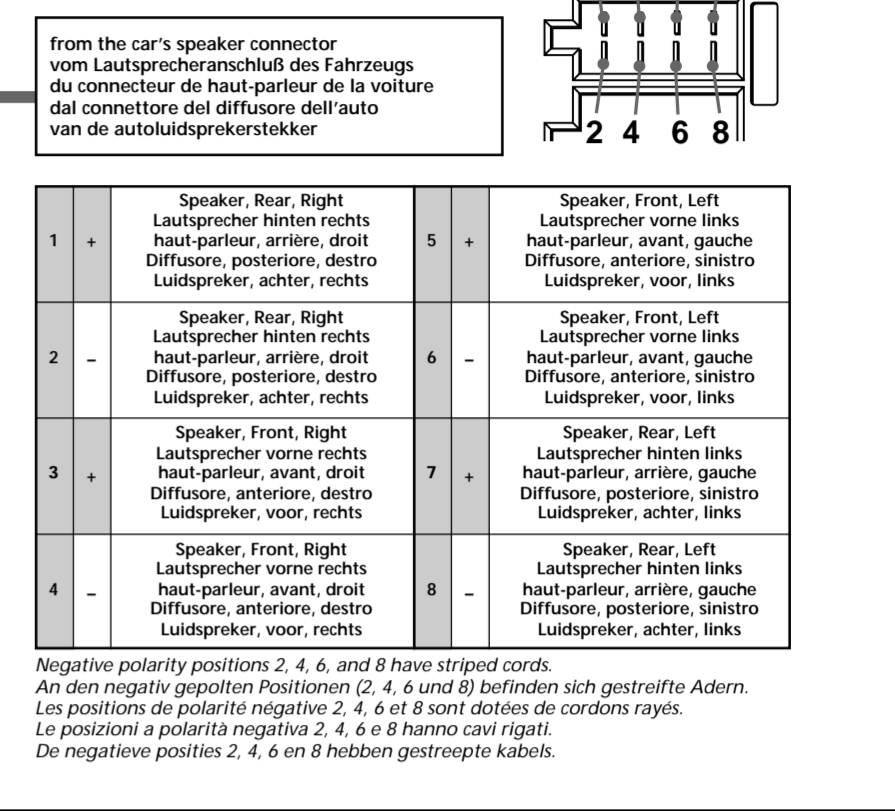 from the car's speaker connector
vom Lautsprecheranschluß des Fahrzeugs
du connecteur de haut-parleur de la voiture
dal connettore del diffusore dell'auto
van de autoluidsprekerstekker
2 4 6 8
1 +
Speaker, Rear, Right
Lautsprecher hinten rechts
haut-parleur, arrière, droit
Diffusore, posteriore, destro
Luidspreker, achter, rechts
5 +
Speaker, Front, Left
Lautsprecher vorne links
haut-parleur, avant, gauche
Diffusore, anteriore, sinistro
Luidspreker, voor, links
2 –
Speaker, Rear, Right
Lautsprecher hinten rechts
haut-parleur, arrière, droit
Diffusore, posteriore, destro
Luidspreker, achter, rechts
6 –
Speaker, Front, Left
Lautsprecher vorne links
haut-parleur, avant, gauche
Diffusore, anteriore, sinistro
Luidspreker, voor, links
3 +
Speaker, Front, Right
Lautsprecher vorne rechts
haut-parleur, avant, droit
Diffusore, anteriore, destro
Luidspreker, voor, rechts
7 +
Speaker, Rear, Left
Lautsprecher hinten links
haut-parleur, arrière, gauche
Diffusore, posteriore, sinistro
Luidspreker, achter, links
4 –
Speaker, Front, Right
Lautsprecher vorne rechts
haut-parleur, avant, droit
Diffusore, anteriore, destro
Luidspreker, voor, rechts
8 –
Speaker, Rear, Left
Lautsprecher hinten links
haut-parleur, arrière, gauche
Diffusore, posteriore, sinistro
Luidspreker, achter, links
Negative polarity positions 2, 4, 6, and 8 have striped cords.
An den negativ gepolten Positionen (2, 4, 6 und 8) befinden sich gestreifte Adern.
Les positions de polarité négative 2, 4, 6 et 8 sont dotées de cordons rayés.
Le posizioni a polarità negativa 2, 4, 6 e 8 hanno cavi rigati.
De negatieve posities 2, 4, 6 en 8 hebben gestreepte kabels.